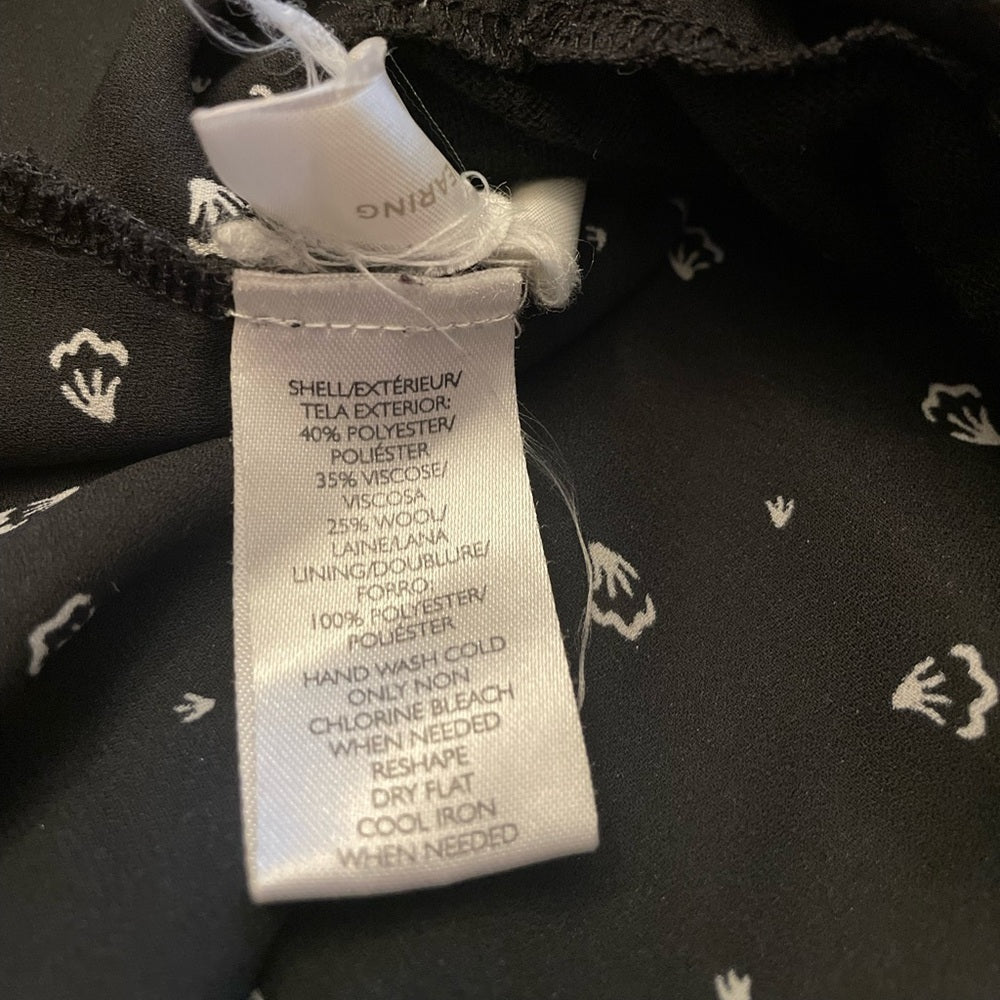 EARING
SHELL/EXTÉRIEUR/
TELA EXTERIOR:
40% POLYESTER/
POLIÉSTER
35% VISCOSE/
VISCOSA
25% WOOL/
LAINE/LANA
LINING/DOUBLURE/
FORRO:
100% POLYESTER/
POLIÉSTER
HAND WASH COLD
ONLY NON
CHLORINE BLEACH
WHEN NEEDED
RESHAPE
DRY FLAT
COOL IRON
WHEN NEEDED